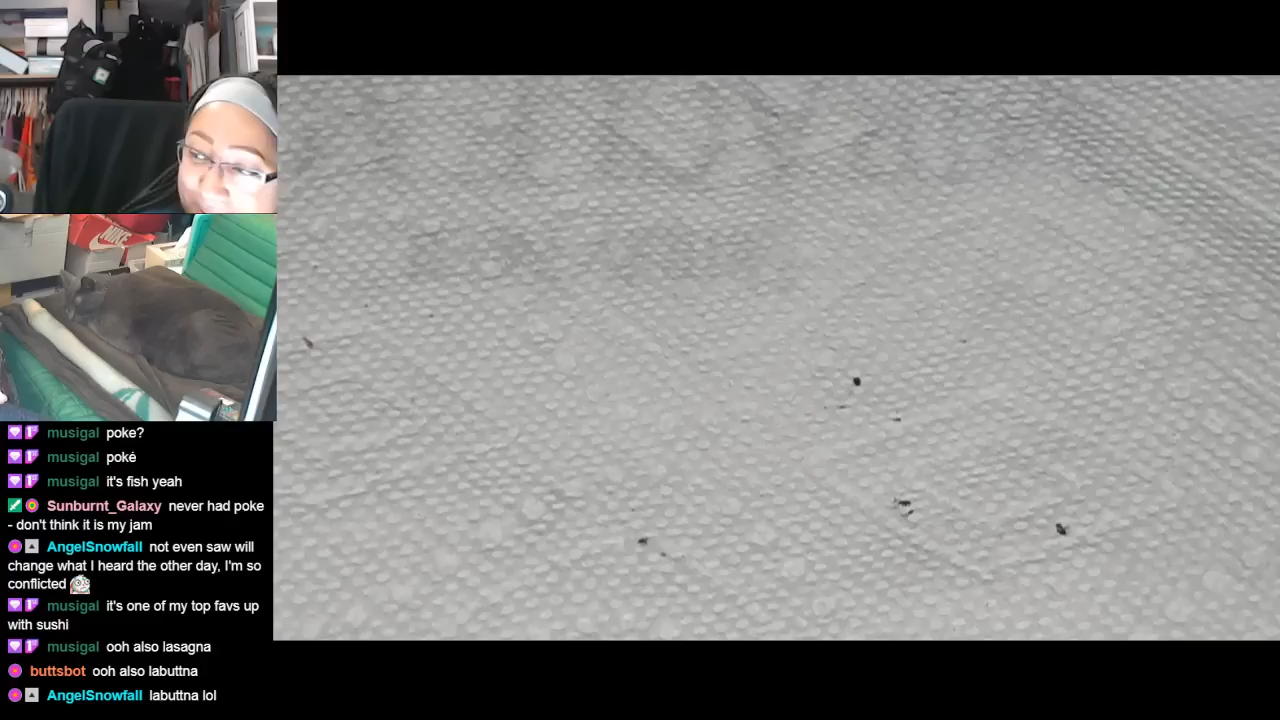 NIKE
musigal poke?
musigal poké
musigal it's fish yeah
Sunburnt_Galaxy never had poke
- don't think it is my jam
AngelSnowfall not even saw will
change what I heard the other day, I'm so
conflicted
musigal it's one of my top favs up
with sushi
musigal ooh also lasagna
buttsbot ooh also labuttna
AngelSnowfall labuttna lol